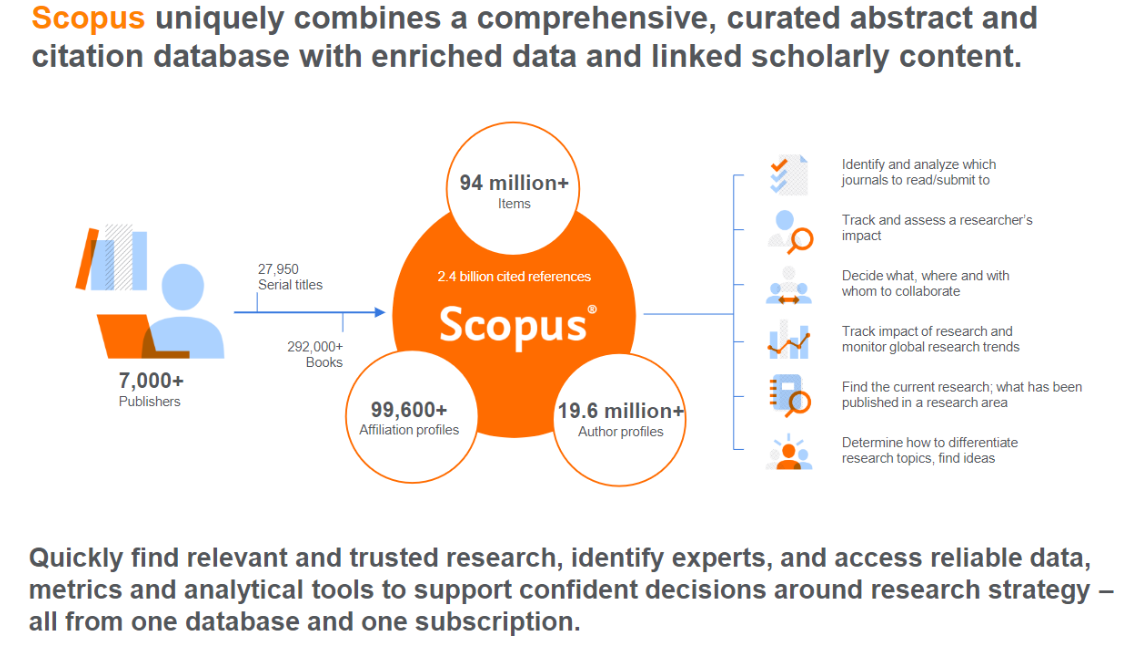 Scopus uniquely combines a comprehensive, curated abstract and
citation database with enriched data and linked scholarly content.
7,000+
Publishers
27,950
Serial titles
292,000+
Books
94 million+
Items
2.4 billion cited references
Scopus®
99,600+
Affiliation profiles
19.6 million+
Author profiles
Identify and analyze which
journals to read/submit to
Track and assess a researcher's
impact
Decide what, where and with
whom to collaborate
Track impact of research and
monitor global research trends
Find the current research; what has been
published in a research area
Determine how to differentiate
research topics, find ideas
Quickly find relevant and trusted research, identify experts, and access reliable data,
metrics and analytical tools to support confident decisions around research strategy –
all from one database and one subscription.